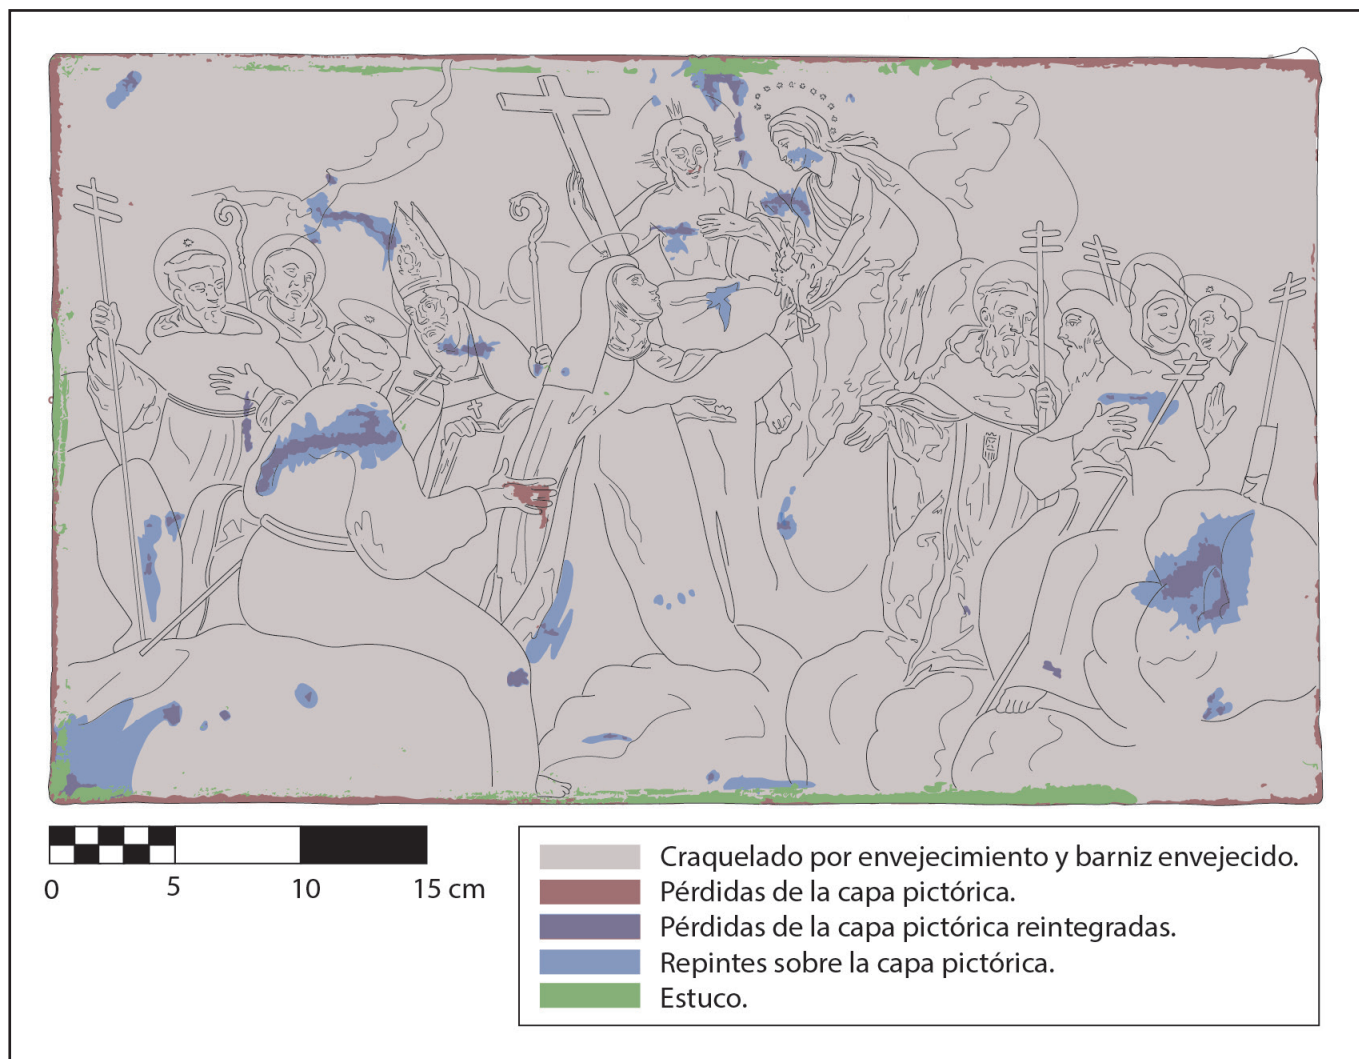 0 5 10 15 cm
Craquelado por envejecimiento y barniz envejecido.
Pérdidas de la capa pictórica.
Pérdidas de la capa pictórica reintegradas.
Repintes sobre la capa pictórica.
Estuco.